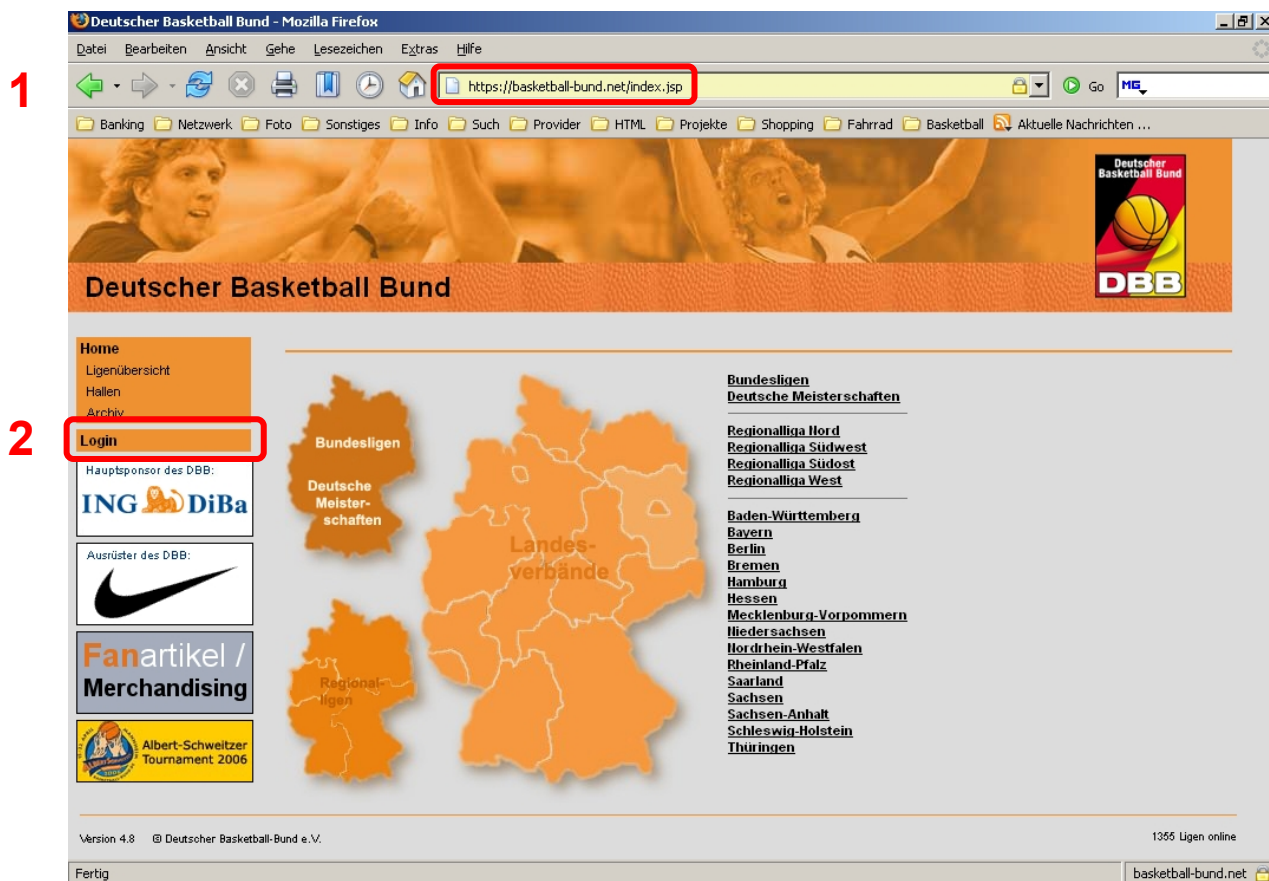 Deutscher Basketball Bund - Mozilla Firefox
Datei Bearbeiten Ansicht Gehe Lesezeichen Extras Hilfe
1
https://basketball-bund.net/index.jsp
Go
MG
Banking Netzwerk Foto Sonstiges Info Such Provider HTML Projekte Shopping Fahrrad Basketball Aktuelle Nachrichten ...
Deutscher
Basketball Bund
DBB
Deutscher Basketball Bund
Home
Ligenübersicht
Hallen
Archiv
2
Login
Hauptsponsor des DBB:
ING DiBa
Ausrüster des DBB:
Fanartikel /
Merchandising
Albert-Schweitzer
Tournament 2006
Bundesligen
Deutsche
Meister-
schaften
Landes-
verbände
Regional-
ligen
Bundesligen
Deutsche Meisterschaften
Regionalliga Nord
Regionalliga Südwest
Regionalliga Südost
Regionalliga West
Baden-Württemberg
Bayern
Berlin
Bremen
Hamburg
Hessen
Mecklenburg-Vorpommern
Niedersachsen
Nordrhein-Westfalen
Rheinland-Pfalz
Saarland
Sachsen
Sachsen-Anhalt
Schleswig-Holstein
Thüringen
Version 4.8 © Deutscher Basketball-Bund e.V.
1355 Ligen online
Fertig
basketball-bund.net